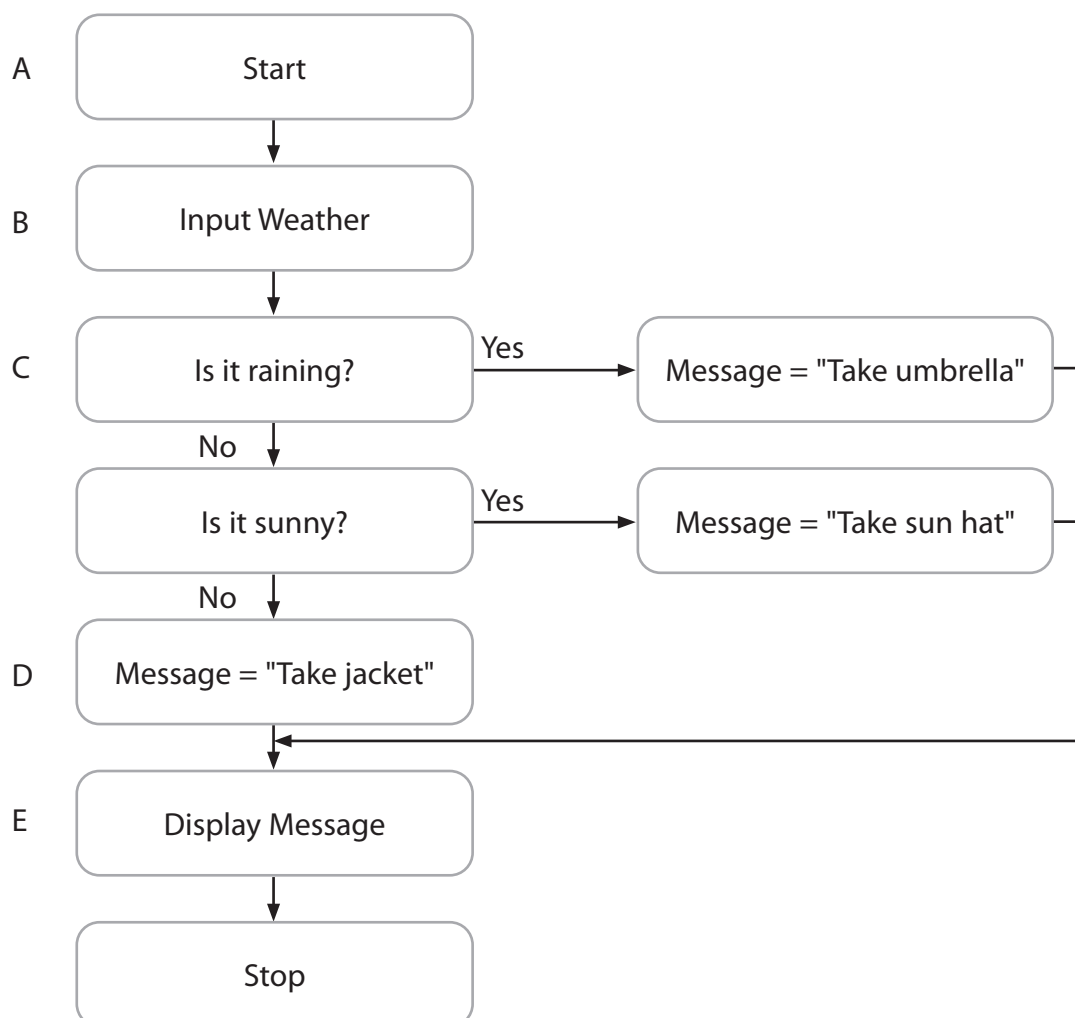 A
Start
B
Input Weather
C
Is it raining?
Yes
Message = "Take umbrella"
No
Is it sunny?
Yes
Message = "Take sun hat"
No
D
Message = "Take jacket"
E
Display Message
Stop